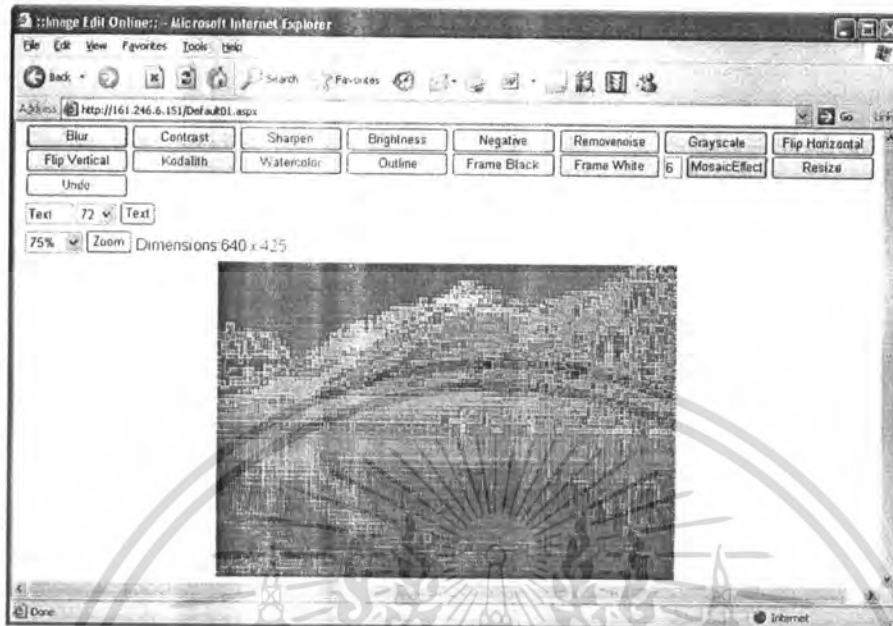 ::Image Edit Online:: - Microsoft Internet Explorer
File Edit View Favorites Tools Help
Back Search Favorites
Address http://161.246.6.151/Default01.aspx Go Links
Blur Contrast Sharpen Brightness Negative Removenoise Grayscale Flip Horizontal
Flip Vertical Kodalith Watercolor Outline Frame Black Frame White 6 MosaicEffect Resize
Undo
Text 72 Text
75% Zoom Dimensions:640 x 425
Done Internet